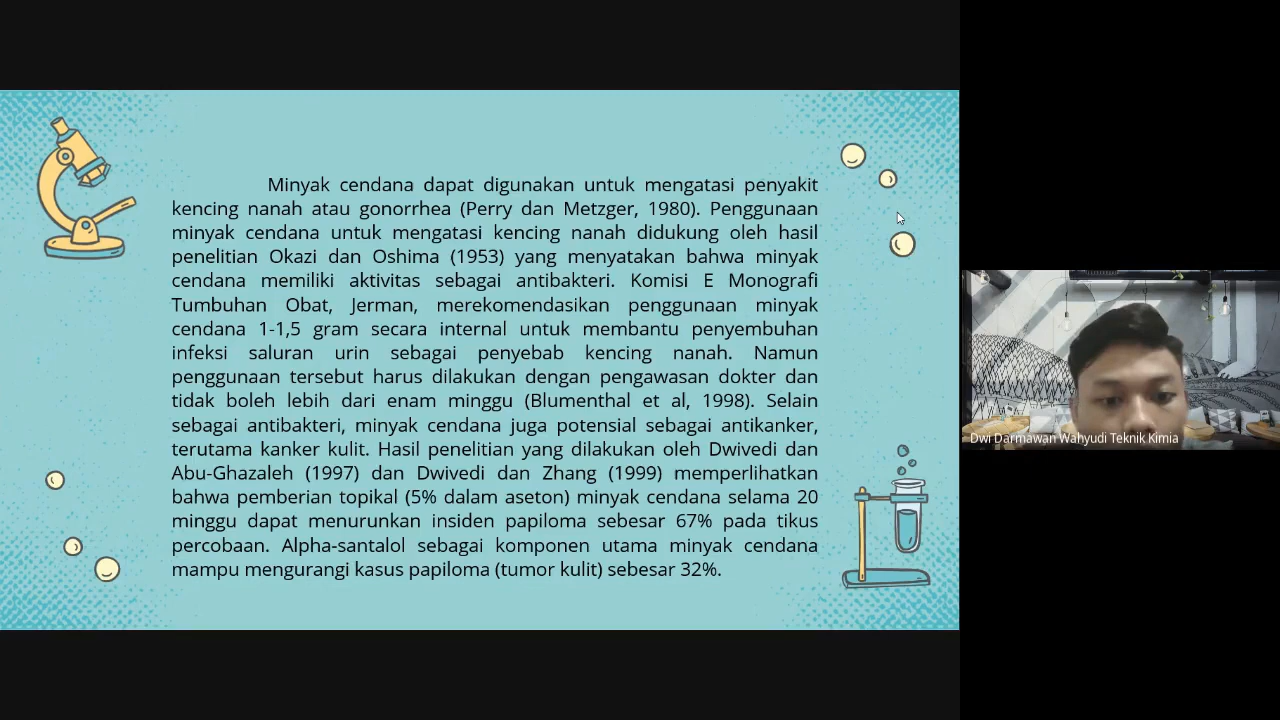 Minyak cendana dapat digunakan untuk mengatasi penyakit
kencing nanah atau gonorrhea (Perry dan Metzger, 1980). Penggunaan
minyak cendana untuk mengatasi kencing nanah didukung oleh hasil
penelitian Okazi dan Oshima (1953) yang menyatakan bahwa minyak
cendana memiliki aktivitas sebagai antibakteri. Komisi E Monografi
Tumbuhan Obat, Jerman, merekomendasikan penggunaan minyak
cendana 1-1,5 gram secara internal untuk membantu penyembuhan
infeksi saluran urin sebagai penyebab kencing nanah. Namun
penggunaan tersebut harus dilakukan dengan pengawasan dokter dan
tidak boleh lebih dari enam minggu (Blumenthal et al, 1998). Selain
sebagai antibakteri, minyak cendana juga potensial sebagai antikanker,
terutama kanker kulit. Hasil penelitian yang dilakukan oleh Dwivedi dan
Abu-Ghazaleh (1997) dan Dwivedi dan Zhang (1999) memperlihatkan
bahwa pemberian topikal (5% dalam aseton) minyak cendana selama 20
minggu dapat menurunkan insiden papiloma sebesar 67% pada tikus
percobaan. Alpha-santalol sebagai komponen utama minyak cendana
mampu mengurangi kasus papiloma (tumor kulit) sebesar 32%.
Dwi Darmawan Wahyudi Teknik Kimia